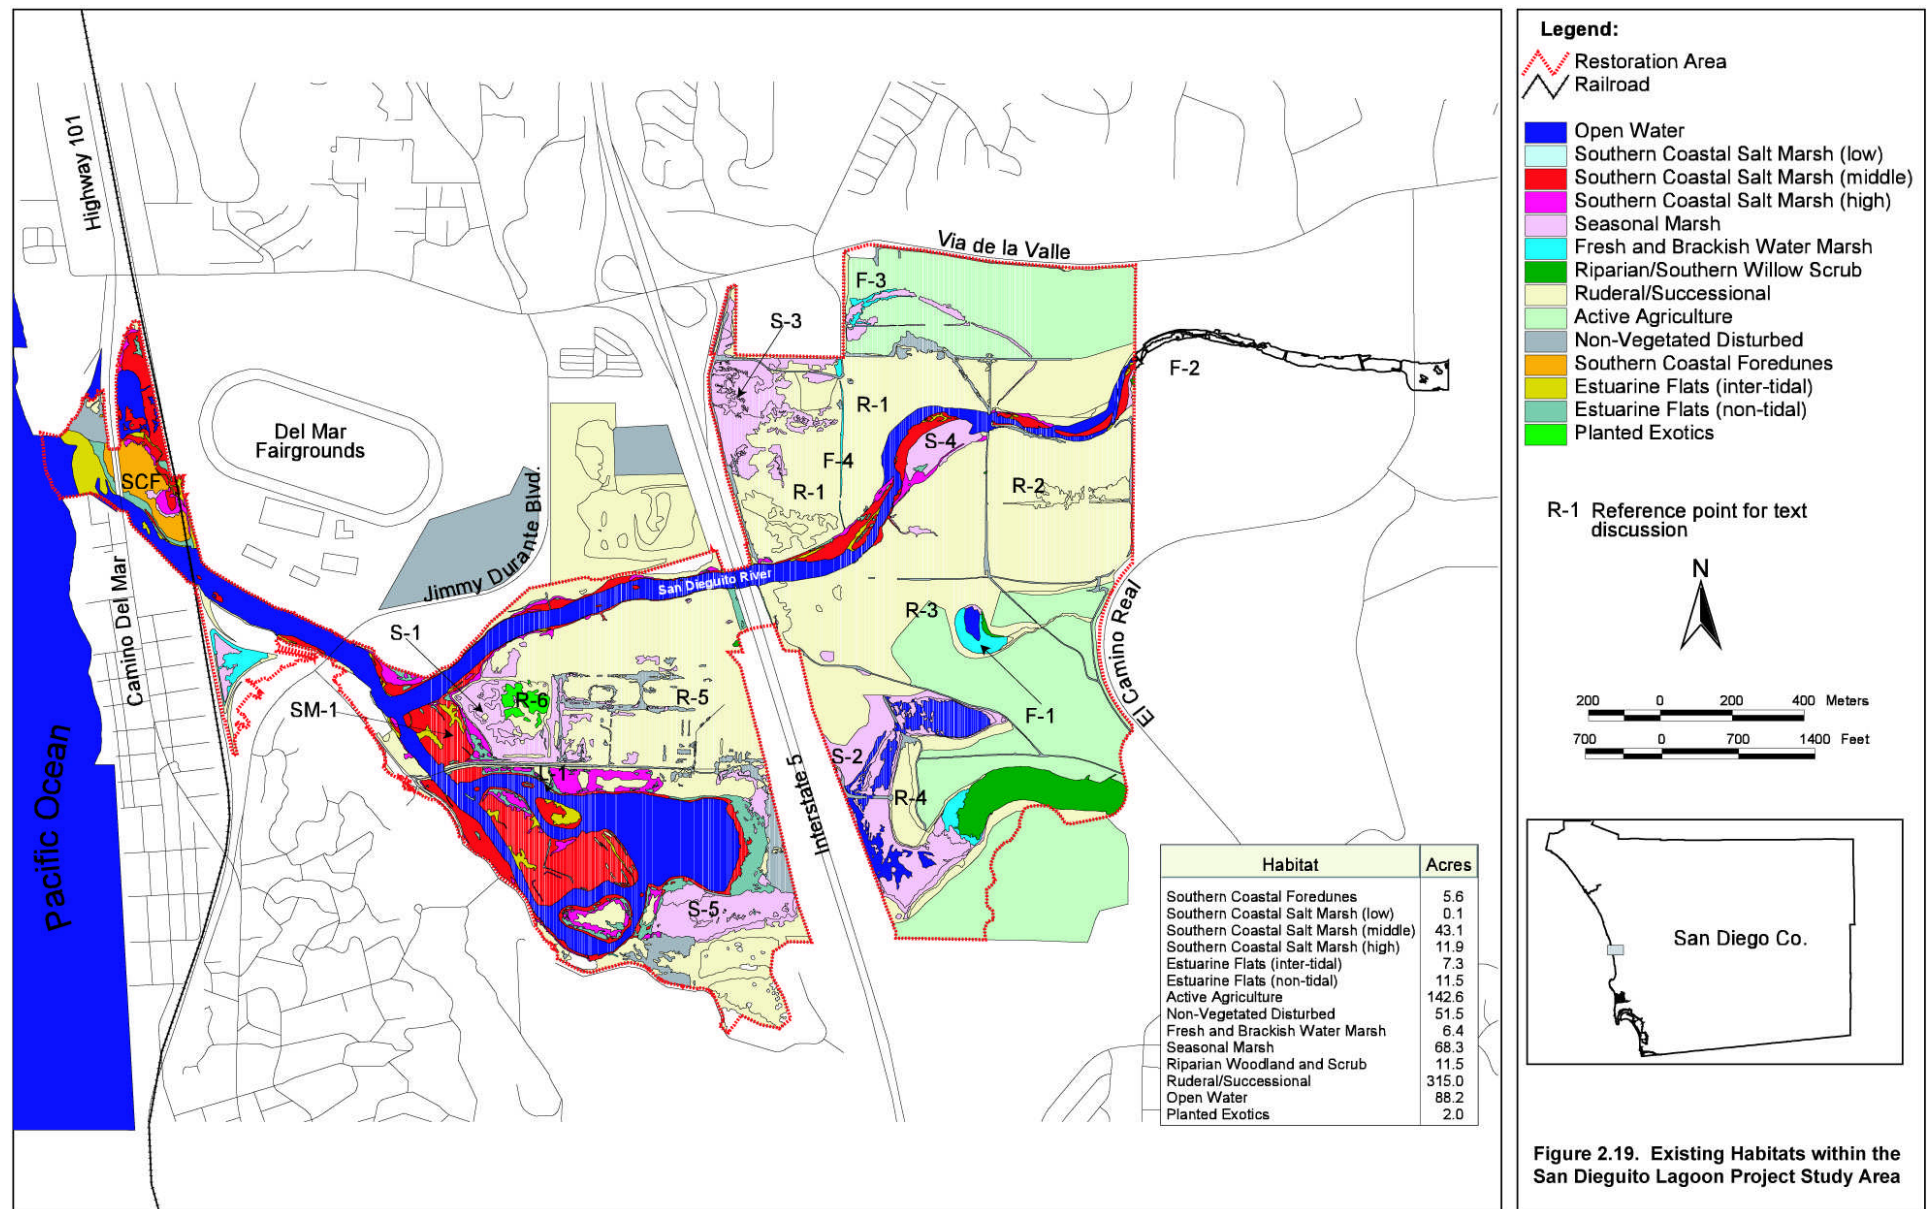 Highway 101
Via de la Valle
F-3
S-3
F-2
R-1
Del Mar
Fairgrounds
S-4
SCF
F-4
R-1
R-2
Jimmy Durante Blvd.
San Dieguito River
Camino Del Mar
S-1
R-3
El Camino Real
SM-1
R-6
R-5
F-1
S-2
R-4
Interstate 5
Pacific Ocean
S-5
Habitat Acres
Southern Coastal Foredunes 5.6
Southern Coastal Salt Marsh (low) 0.1
Southern Coastal Salt Marsh (middle) 43.1
Southern Coastal Salt Marsh (high) 11.9
Estuarine Flats (inter-tidal) 7.3
Estuarine Flats (non-tidal) 11.5
Active Agriculture 142.6
Non-Vegetated Disturbed 51.5
Fresh and Brackish Water Marsh 6.4
Seasonal Marsh 68.3
Riparian Woodland and Scrub 11.5
Ruderal/Successional 315.0
Open Water 88.2
Planted Exotics 2.0
Legend:
Restoration Area
Railroad
Open Water
Southern Coastal Salt Marsh (low)
Southern Coastal Salt Marsh (middle)
Southern Coastal Salt Marsh (high)
Seasonal Marsh
Fresh and Brackish Water Marsh
Riparian/Southern Willow Scrub
Ruderal/Successional
Active Agriculture
Non-Vegetated Disturbed
Southern Coastal Foredunes
Estuarine Flats (inter-tidal)
Estuarine Flats (non-tidal)
Planted Exotics
R-1 Reference point for text
discussion
N
200 0 200 400 Meters
700 0 700 1400 Feet
San Diego Co.
Figure 2.19. Existing Habitats within the
San Dieguito Lagoon Project Study Area